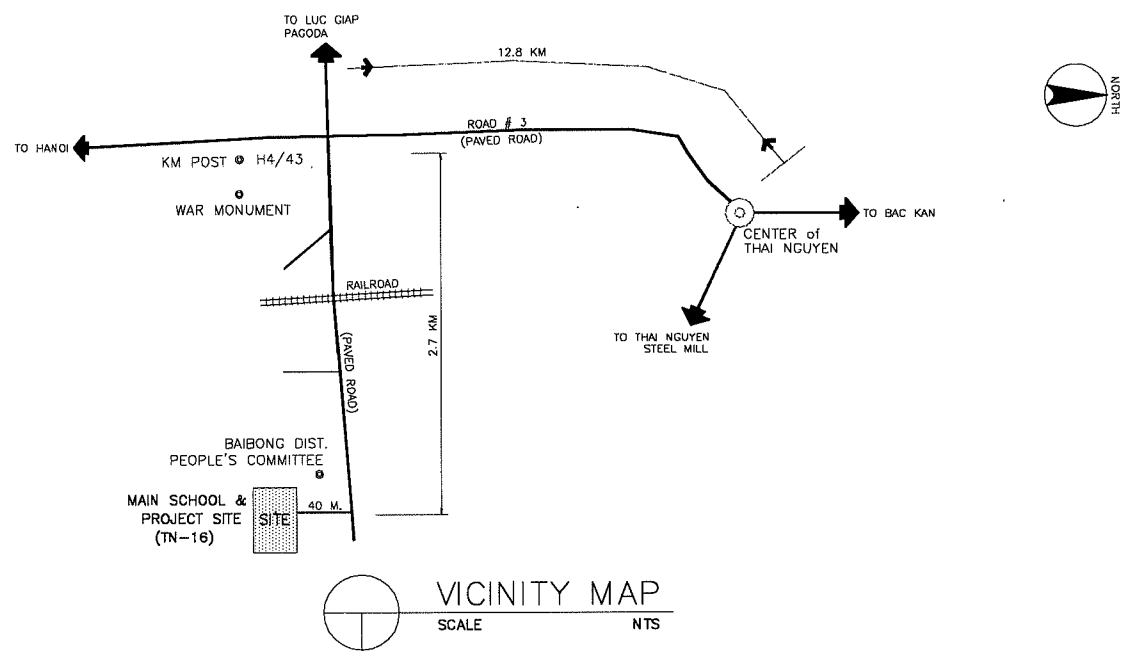 TO LUC GIAP
PAGODA
12.8 KM
NORTH
ROAD # 3
(PAVED ROAD)
TO HANOI
KM POST H4/43
WAR MONUMENT
TO BAC KAN
CENTER of
THAI NGUYEN
RAILROAD
2.7 KM
(PAVED ROAD)
TO THAI NGUYEN
STEEL MILL
BAIBONG DIST.
PEOPLE'S COMMITTEE
MAIN SCHOOL &
PROJECT SITE
(TN-16)
SITE
40 M.
VICINITY MAP
SCALE NTS